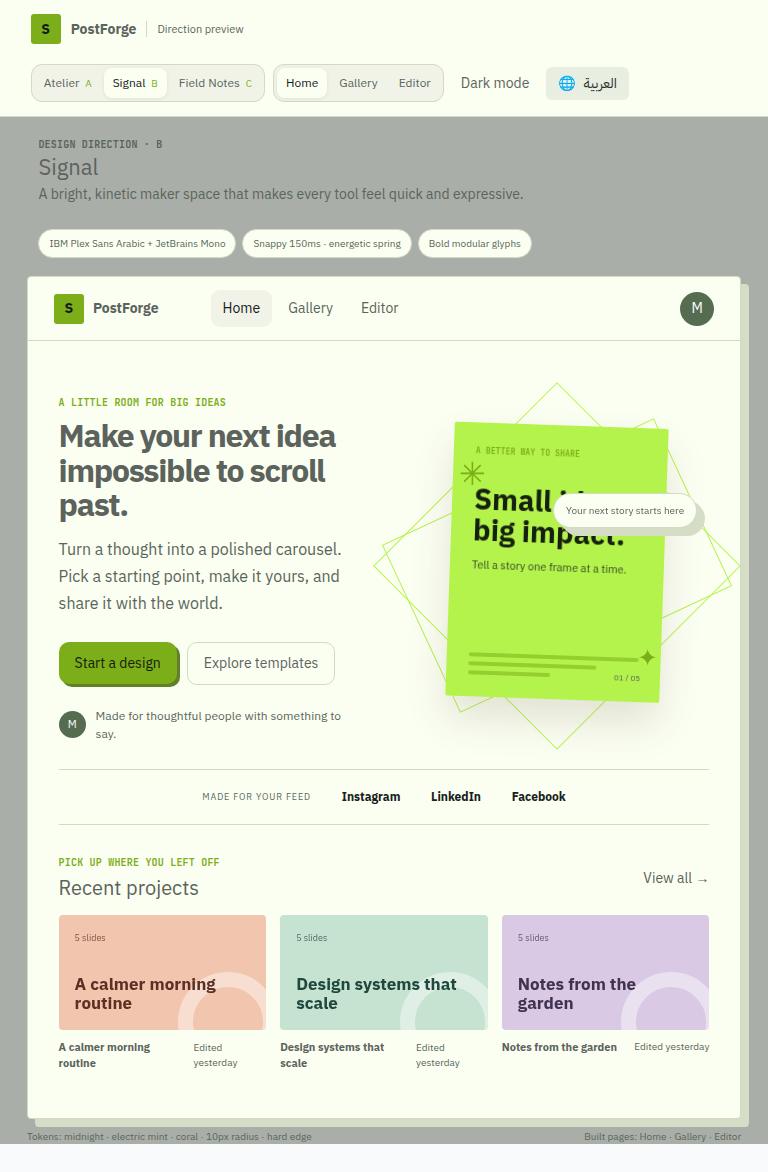 S PostForge Design preview
Atelier A Signal B Field Notes C Home Gallery Editor Dark mode 🌐 العربية
DESIGN DIRECTION · B
Signal
A bright, kinetic maker space that makes every tool feel quick and expressive.
IBM Plex Sans Arabic + JetBrains Mono Snappy 150ms · energetic spring Bold modular glyphs
S PostForge Home Gallery Editor M
A LITTLE ROOM FOR BIG IDEAS
Make your next idea
impossible to scroll
past.
Turn a thought into a polished carousel.
Pick a starting point, make it yours, and
share it with the world.
Start a design Explore templates
M Made for thoughtful people with something to
say.
A BETTER WAY TO SHARE
Small
Your next story starts here
big impact.
Tell a story one frame at a time.
01 / 05
MADE FOR YOUR FEED Instagram LinkedIn Facebook
PICK UP WHERE YOU LEFT OFF
Recent projects
View all →
5 slides
A calmer morning
routine
A calmer morning
routine
Edited
yesterday
5 slides
Design systems that
scale
Design systems that
scale
Edited
yesterday
5 slides
Notes from the
garden
Notes from the garden Edited yesterday
Tokens: midnight · electric mint · coral · 10px radius · hard edge Built pages: Home · Gallery · Editor